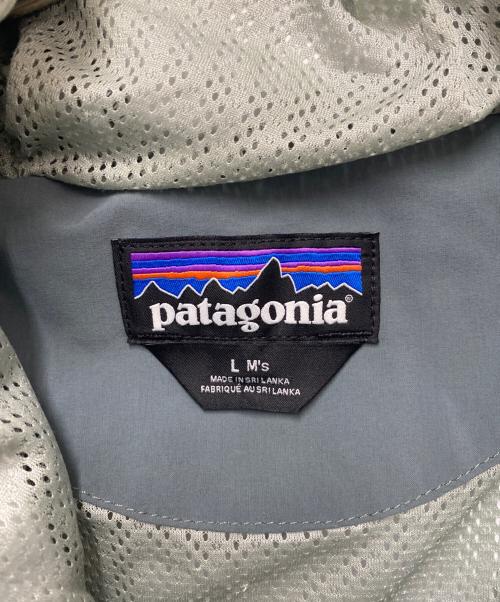 patagonia®
L M's
MADE IN SRI LANKA
FABRIQUÉ AU SRI LANKA